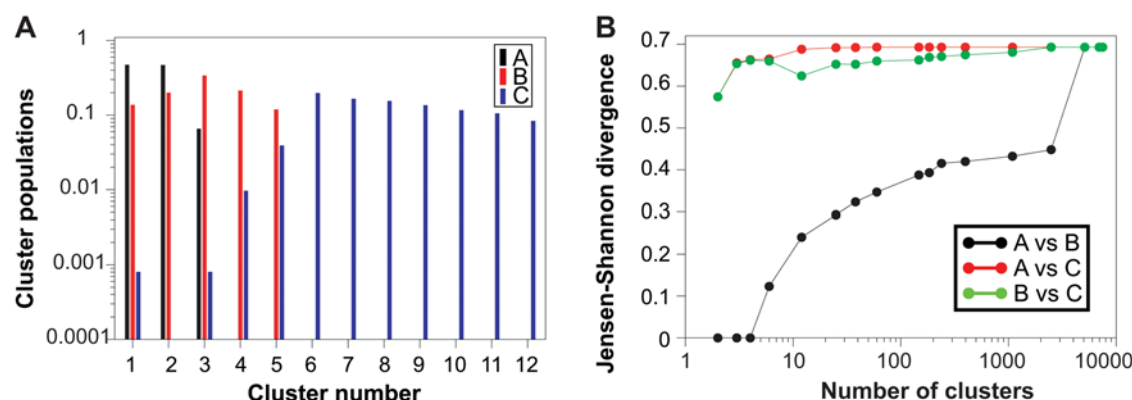 A
Cluster populations
1
0.1
0.01
0.001
0.0001
A
B
C
1 2 3 4 5 6 7 8 9 10 11 12
Cluster number
B
Jensen-Shannon divergence
0.7
0.6
0.5
0.4
0.3
0.2
0.1
0
A vs B
A vs C
B vs C
1 10 100 1000 10000
Number of clusters